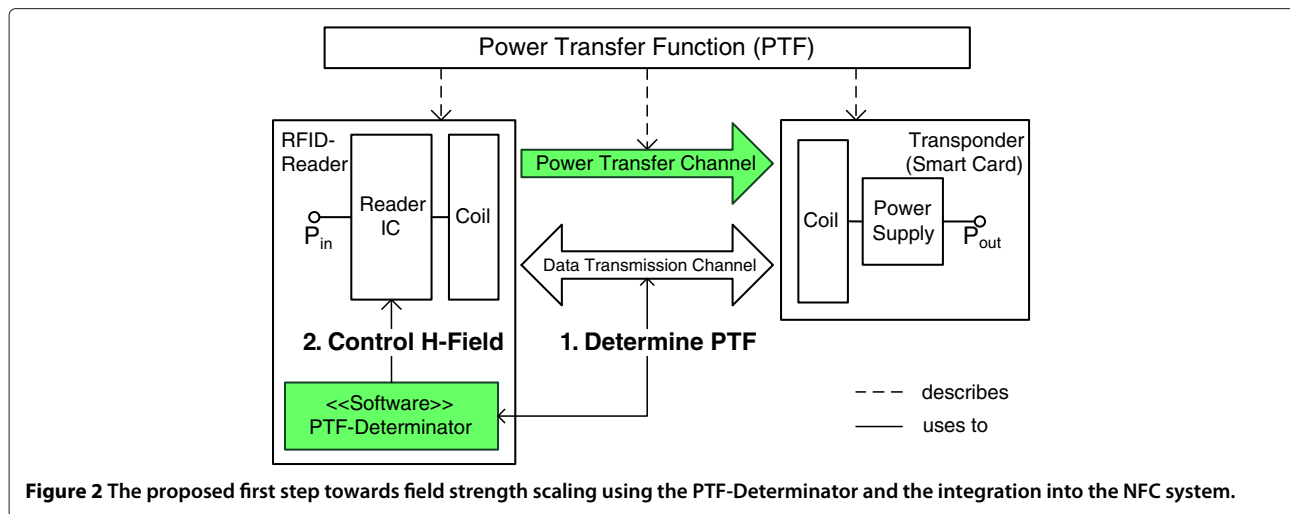 Power Transfer Function (PTF)
RFID-
Reader
Reader
IC
Coil
P_in
Power Transfer Channel
Data Transmission Channel
Transponder
(Smart Card)
Coil
Power
Supply
P_out
2. Control H-Field
1. Determine PTF
<<Software>>
PTF-Determinator
describes
uses to
Figure 2 The proposed first step towards field strength scaling using the PTF-Determinator and the integration into the NFC system.